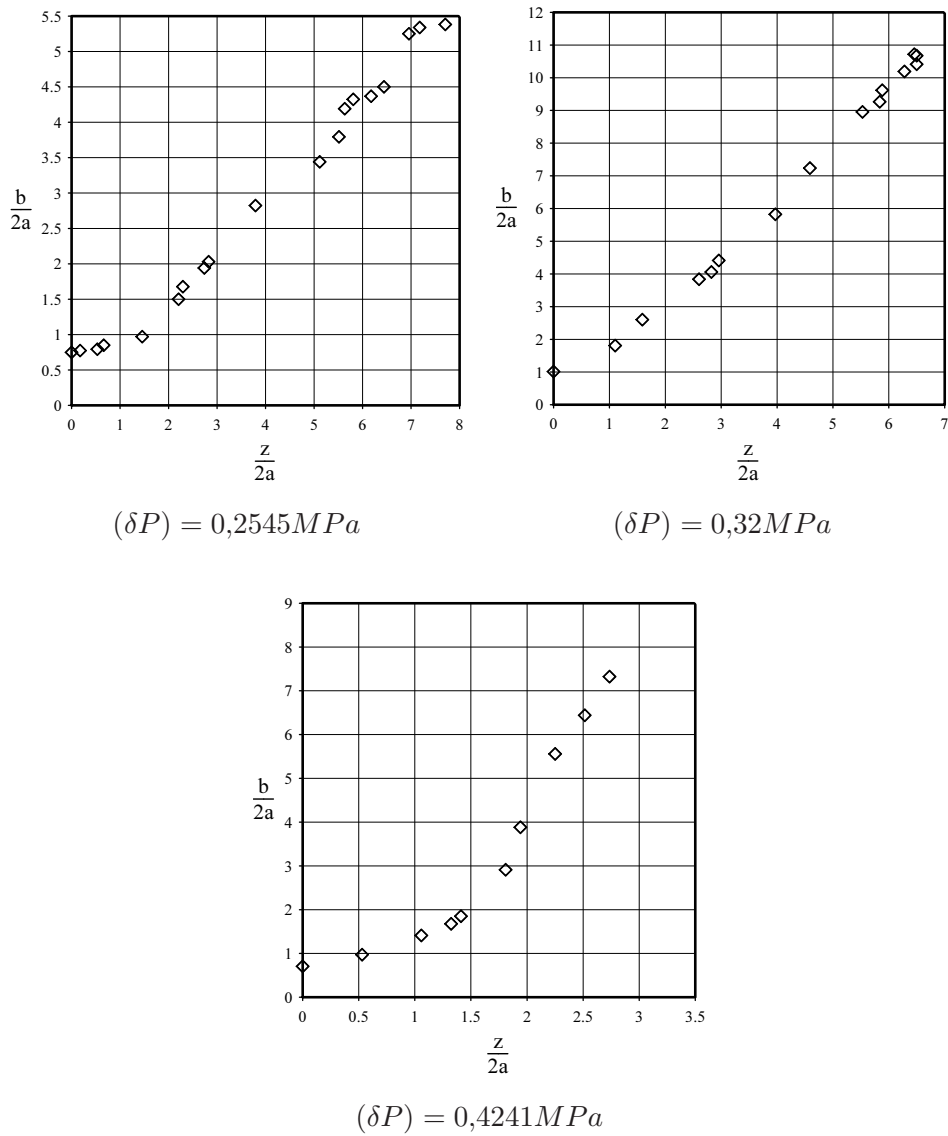 5.5
5
4.5
4
3.5
3
2.5
2
1.5
1
0.5
0
b
2a
0 1 2 3 4 5 6 7 8
z
2a
(δP) = 0,2545MPa
12
11
10
9
8
7
6
5
4
3
2
1
0
b
2a
0 1 2 3 4 5 6 7
z
2a
(δP) = 0,32MPa
9
8
7
6
5
4
3
2
1
0
b
2a
0 0.5 1 1.5 2 2.5 3 3.5
z
2a
(δP) = 0,4241MPa